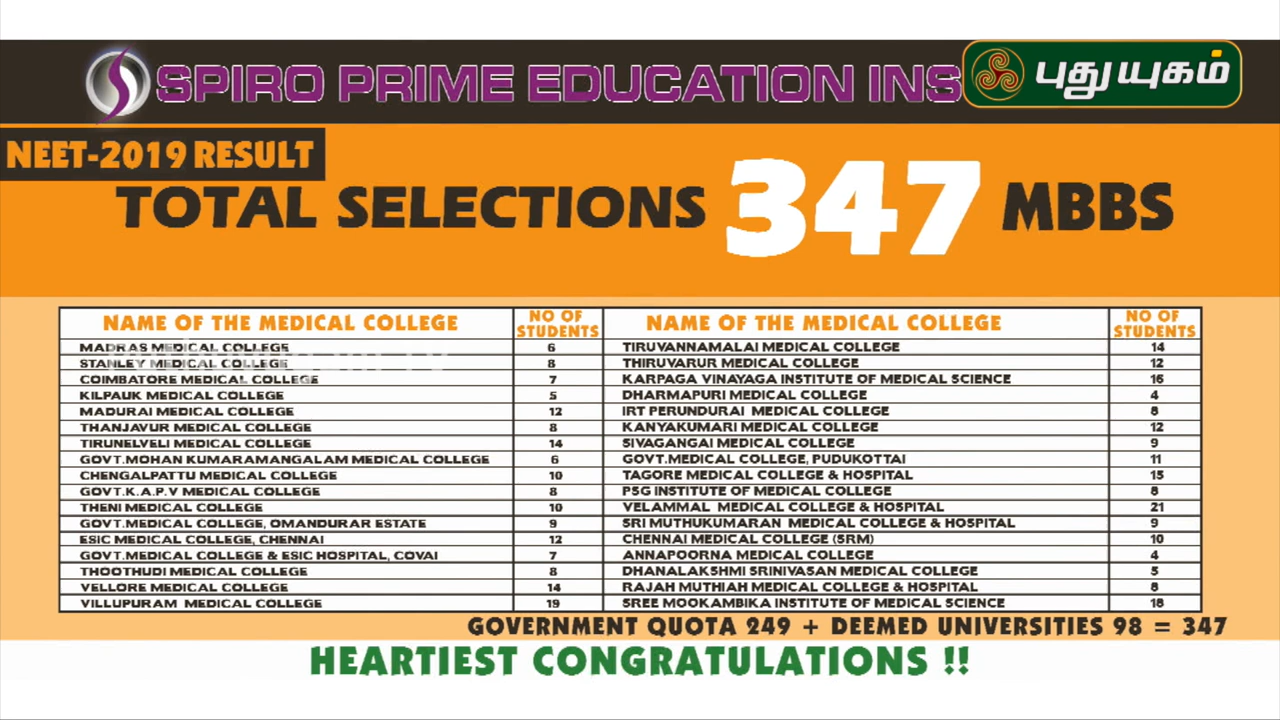 SPIRO PRIME EDUCATION INS
புதுயுகம்
NEET-2019 RESULT
TOTAL SELECTIONS 347 MBBS
NAME OF THE MEDICAL COLLEGE NO OF STUDENTS NAME OF THE MEDICAL COLLEGE NO OF STUDENTS
MADRAS MEDICAL COLLEGE 6 TIRUVANNAMALAI MEDICAL COLLEGE 14
STANLEY MEDICAL COLLEGE 8 THIRUVARUR MEDICAL COLLEGE 12
COIMBATORE MEDICAL COLLEGE 7 KARPAGA VINAYAGA INSTITUTE OF MEDICAL SCIENCE 16
KILPAUK MEDICAL COLLEGE 5 DHARMAPURI MEDICAL COLLEGE 4
MADURAI MEDICAL COLLEGE 12 IRT PERUNDURAI MEDICAL COLLEGE 8
THANJAVUR MEDICAL COLLEGE 8 KANYAKUMARI MEDICAL COLLEGE 12
TIRUNELVELI MEDICAL COLLEGE 14 SIVAGANGAI MEDICAL COLLEGE 9
GOVT.MOHAN KUMARAMANGALAM MEDICAL COLLEGE 6 GOVT.MEDICAL COLLEGE, PUDUKOTTAI 11
CHENGALPATTU MEDICAL COLLEGE 10 TAGORE MEDICAL COLLEGE & HOSPITAL 15
GOVT.K.A.P.V MEDICAL COLLEGE 8 PSG INSTITUTE OF MEDICAL COLLEGE 8
THENI MEDICAL COLLEGE 10 VELAMMAL MEDICAL COLLEGE & HOSPITAL 21
GOVT.MEDICAL COLLEGE, OMANDURAR ESTATE 9 SRI MUTHUKUMARAN MEDICAL COLLEGE & HOSPITAL 9
ESIC MEDICAL COLLEGE, CHENNAI 12 CHENNAI MEDICAL COLLEGE (SRM) 10
GOVT.MEDICAL COLLEGE & ESIC HOSPITAL, COVAI 7 ANNAPOORNA MEDICAL COLLEGE 4
THOOTHUDI MEDICAL COLLEGE 8 DHANALAKSHMI SRINIVASAN MEDICAL COLLEGE 5
VELLORE MEDICAL COLLEGE 14 RAJAH MUTHIAH MEDICAL COLLEGE & HOSPITAL 8
VILLUPURAM MEDICAL COLLEGE 19 SREE MOOKAMBIKA INSTITUTE OF MEDICAL SCIENCE 18
GOVERNMENT QUOTA 249 + DEEMED UNIVERSITIES 98 = 347
HEARTIEST CONGRATULATIONS !!